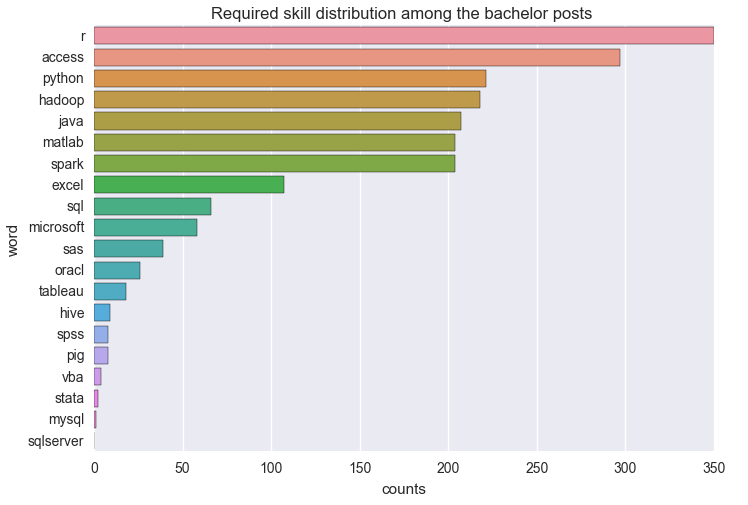 Required skill distribution among the bachelor posts
r
access
python
hadoop
java
matlab
spark
excel
sql
microsoft
sas
oracl
tableau
hive
spss
pig
vba
stata
mysql
sqlserver
word
0 50 100 150 200 250 300 350
counts